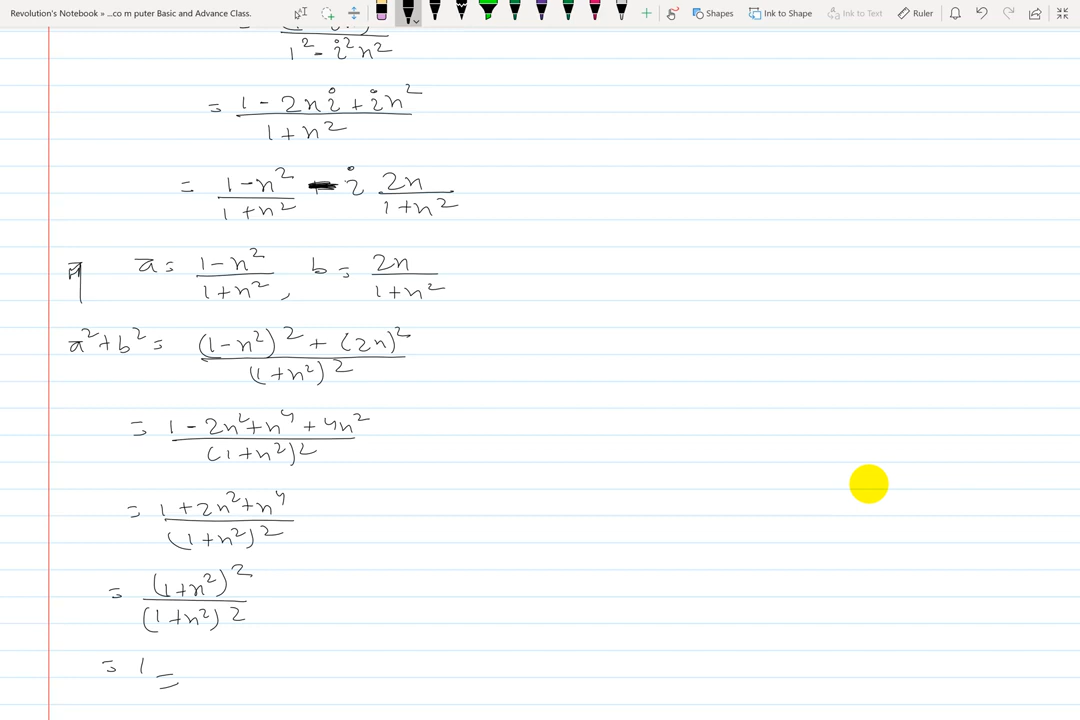 Revolution's Notebook » ...co m puter Basic and Advance Class.
Shapes Ink to Shape Ink to Text Ruler
1² - i²n²
= 1 - 2ni + in² / 1 + n²
= 1-n² / 1+n² - i 2n / 1+n²
a = 1-n² / 1+n² , b = 2n / 1+n²
a²+b² = (1-n²)² + (2n)² / (1+n²)²
= 1 - 2n²+n⁴ + 4n² / (1+n²)²
= 1 + 2n²+n⁴ / (1+n²)²
= (1+n²)² / (1+n²)²
= 1